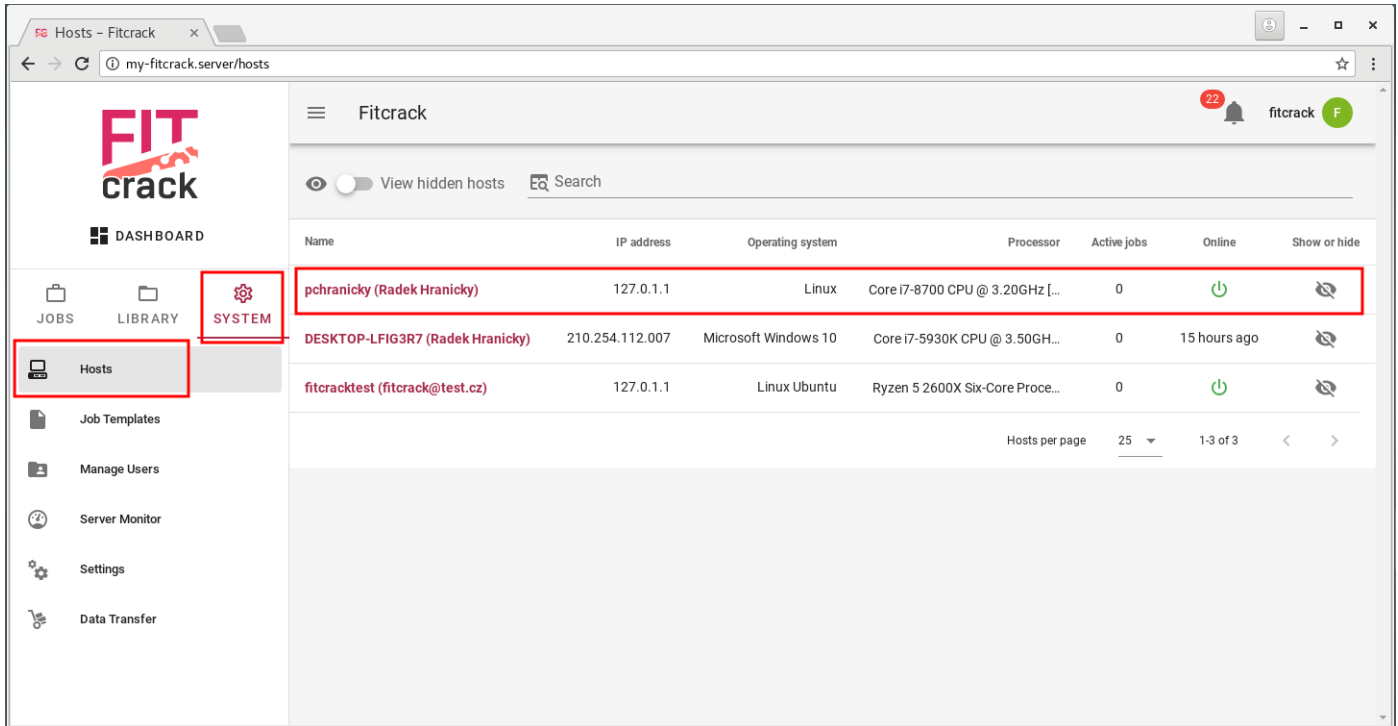 Hosts – Fitcrack
my-fitcrack.server/hosts
FIT
crack
Fitcrack
22
fitcrack F
View hidden hosts Search
DASHBOARD
JOBS LIBRARY SYSTEM
Hosts
Job Templates
Manage Users
Server Monitor
Settings
Data Transfer
Name IP address Operating system Processor Active jobs Online Show or hide
pchranicky (Radek Hranicky) 127.0.1.1 Linux Core i7-8700 CPU @ 3.20GHz [... 0
DESKTOP-LFIG3R7 (Radek Hranicky) 210.254.112.007 Microsoft Windows 10 Core i7-5930K CPU @ 3.50GH... 0 15 hours ago
fitcracktest (fitcrack@test.cz) 127.0.1.1 Linux Ubuntu Ryzen 5 2600X Six-Core Proce... 0
Hosts per page 25 1-3 of 3